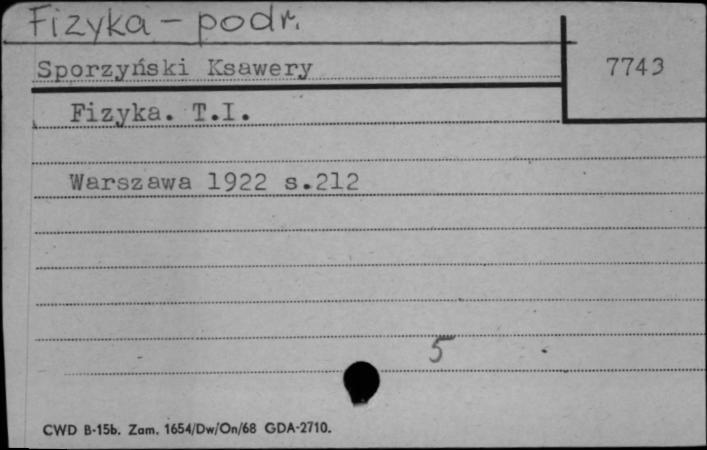 Fizyka - podr.
Sporzyński Ksawery
7743
Fizyka. T.I.
Warszawa 1922 s.212
5
CWD B-15b. Zam. 1654/Dw/On/68 GDA-2710.